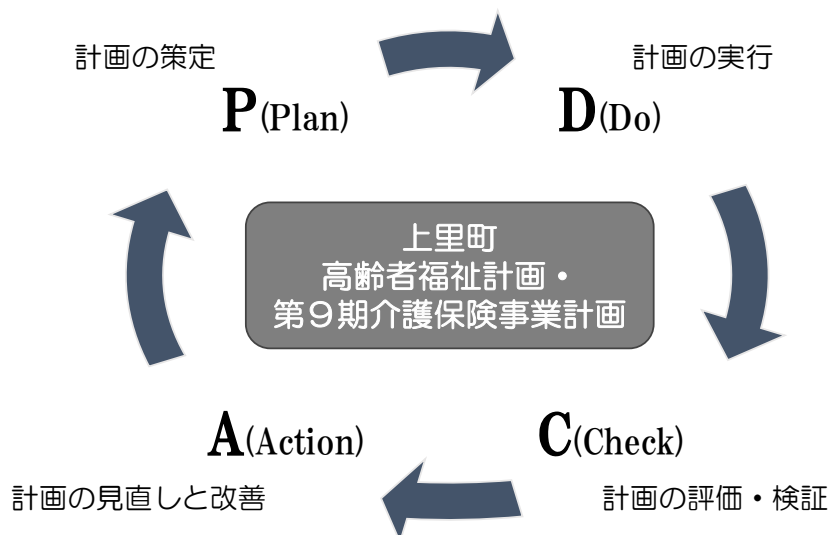 計画の策定
P(Plan)
計画の実行
D(Do)
上里町
高齢者福祉計画・
第９期介護保険事業計画
A(Action)
計画の見直しと改善
C(Check)
計画の評価・検証